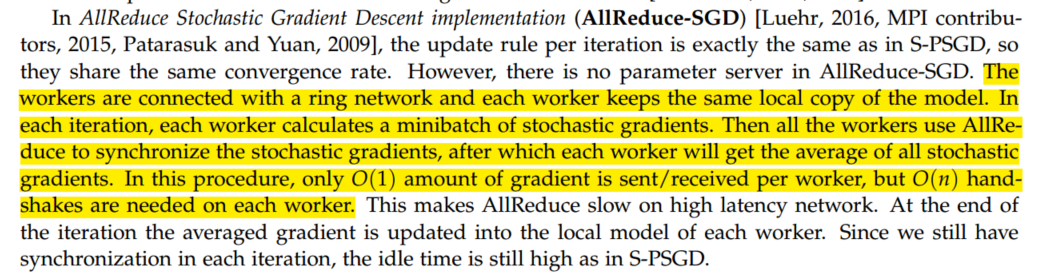 In AllReduce Stochastic Gradient Descent implementation (AllReduce-SGD) [Luehr, 2016, MPI contribu-
tors, 2015, Patarasuk and Yuan, 2009], the update rule per iteration is exactly the same as in S-PSGD, so
they share the same convergence rate. However, there is no parameter server in AllReduce-SGD. The
workers are connected with a ring network and each worker keeps the same local copy of the model. In
each iteration, each worker calculates a minibatch of stochastic gradients. Then all the workers use AllRe-
duce to synchronize the stochastic gradients, after which each worker will get the average of all stochastic
gradients. In this procedure, only O(1) amount of gradient is sent/received per worker, but O(n) hand-
shakes are needed on each worker. This makes AllReduce slow on high latency network. At the end of
the iteration the averaged gradient is updated into the local model of each worker. Since we still have
synchronization in each iteration, the idle time is still high as in S-PSGD.